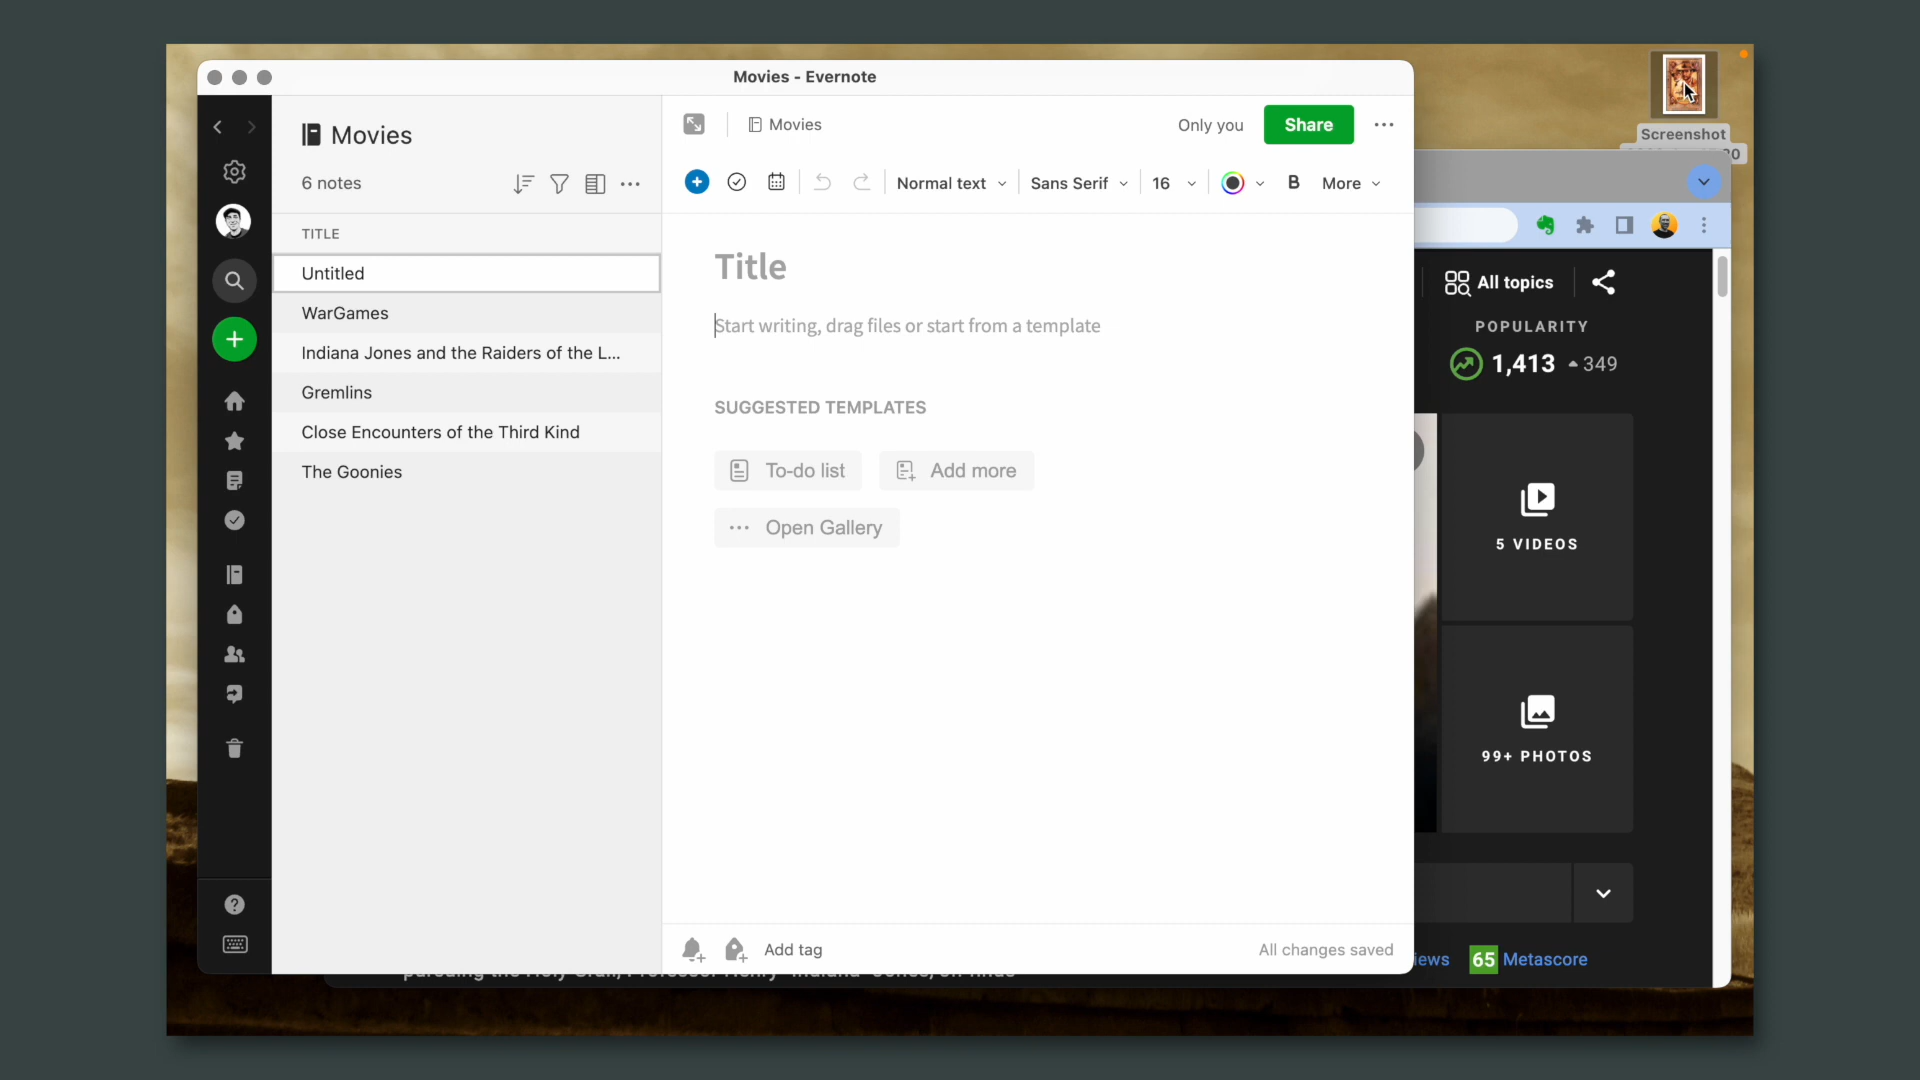 Movies - Evernote
Screenshot
Movies
6 notes
TITLE
Untitled
WarGames
Indiana Jones and the Raiders of the L...
Gremlins
Close Encounters of the Third Kind
The Goonies
Movies
Only you
Share
Normal text
Sans Serif
16
B
More
Title
Start writing, drag files or start from a template
SUGGESTED TEMPLATES
To-do list
Add more
Open Gallery
Add tag
All changes saved
All topics
POPULARITY
1,413
349
5 VIDEOS
99+ PHOTOS
iews
65 Metascore